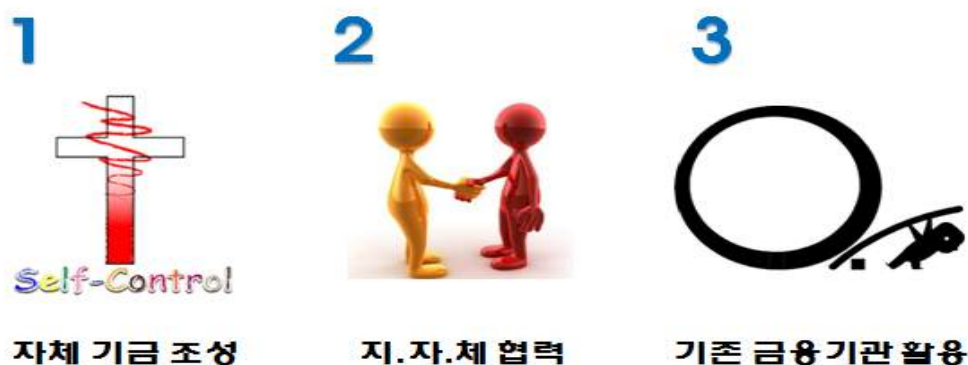 1 2 3
Self-Control
자체 기금 조성 지.자.체 협력 기존 금융기관 활용